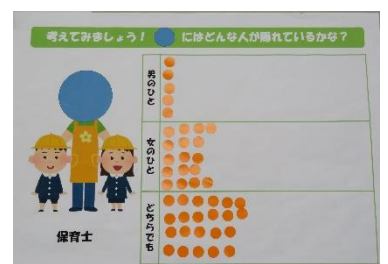 考えてみましょう！ にはどんな人が隠れているかな？
男のひと
女のひと
どちらでも
保育士